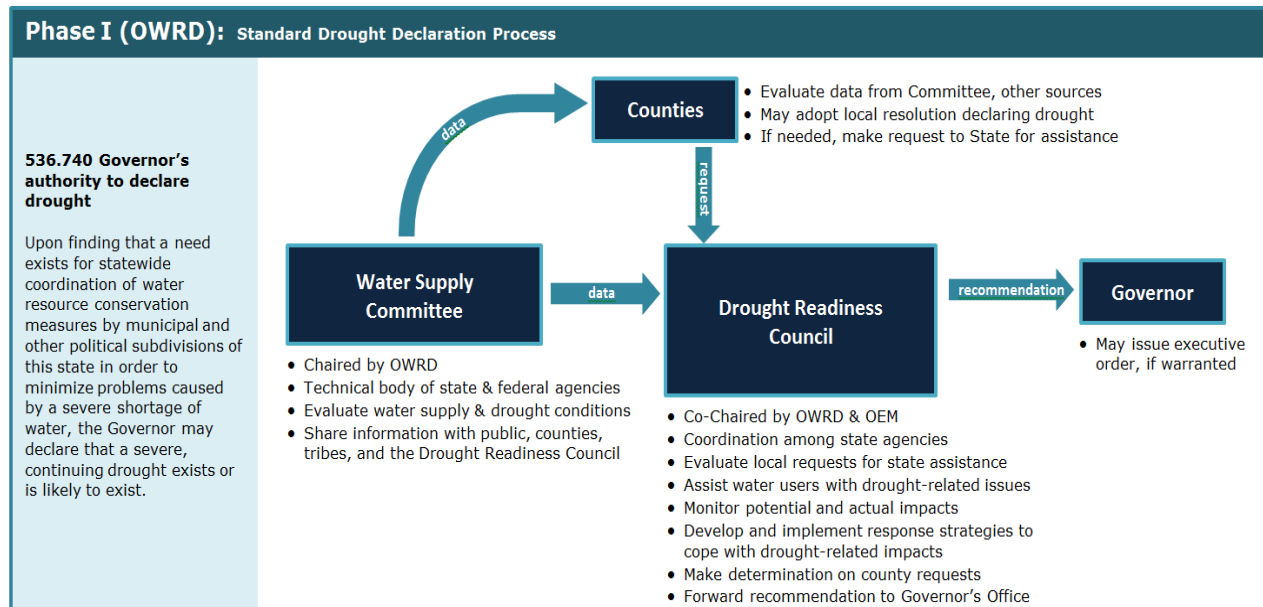 Phase I (OWRD): Standard Drought Declaration Process
536.740 Governor's
authority to declare
drought
Upon finding that a need
exists for statewide
coordination of water
resource conservation
measures by municipal and
other political subdivisions of
this state in order to
minimize problems caused
by a severe shortage of
water, the Governor may
declare that a severe,
continuing drought exists or
is likely to exist.
data
Counties
• Evaluate data from Committee, other sources
• May adopt local resolution declaring drought
• If needed, make request to State for assistance
request
Water Supply
Committee
• Chaired by OWRD
• Technical body of state & federal agencies
• Evaluate water supply & drought conditions
• Share information with public, counties,
tribes, and the Drought Readiness Council
data
Drought Readiness
Council
• Co-Chaired by OWRD & OEM
• Coordination among state agencies
• Evaluate local requests for state assistance
• Assist water users with drought-related issues
• Monitor potential and actual impacts
• Develop and implement response strategies to
cope with drought-related impacts
• Make determination on county requests
• Forward recommendation to Governor's Office
recommendation
Governor
• May issue executive
order, if warranted